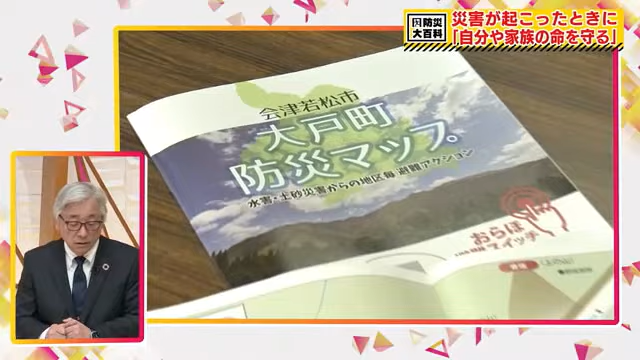 防災
大百科
災害が起こったときに
「自分や家族の命を守る」
会津若松市
大戸町
防災マップ
水害・土砂災害からの地区毎 避難アクション
おらほ
スイッチ